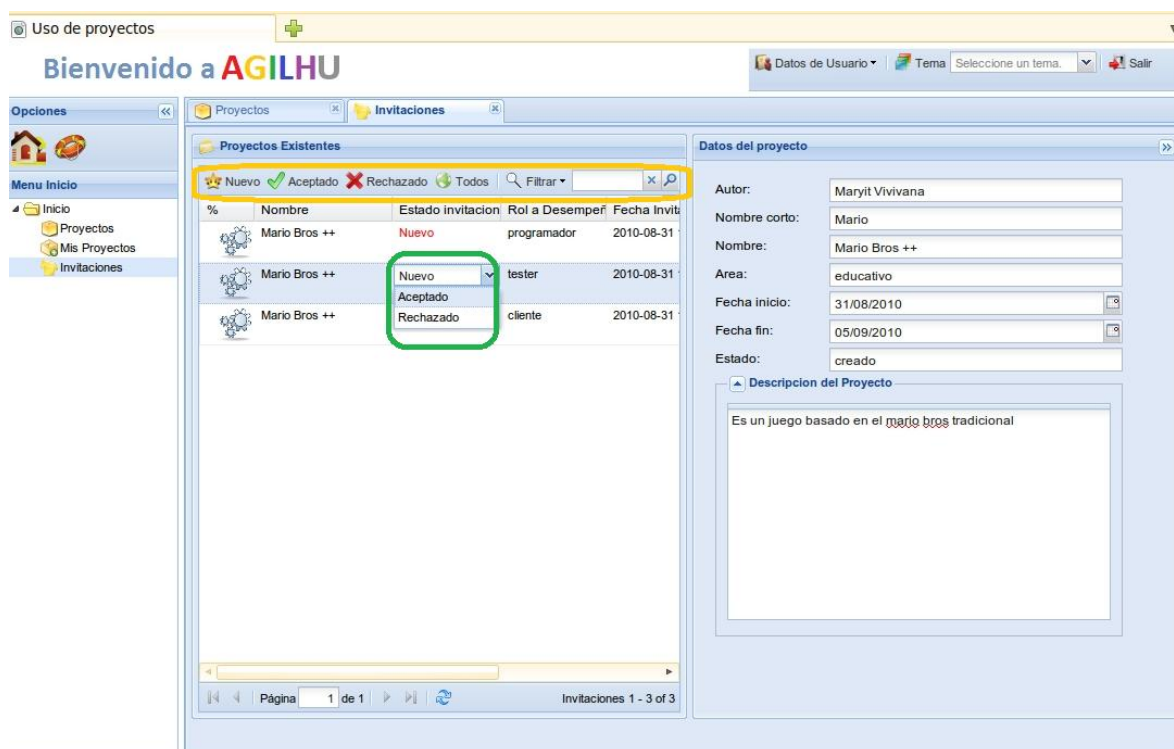 Uso de proyectos
Bienvenido a AGILHU
Datos de Usuario Tema Seleccione un tema. Salir
Opciones
Menu Inicio
Inicio
Proyectos
Mis Proyectos
Invitaciones
Proyectos Invitaciones
Proyectos Existentes
Nuevo Aceptado Rechazado Todos Filtrar
% Nombre Estado invitacion Rol a Desempeñ Fecha Invita
Mario Bros ++ Nuevo programador 2010-08-31
Mario Bros ++ Nuevo tester 2010-08-31
Aceptado
Rechazado
Mario Bros ++ cliente 2010-08-31
Página 1 de 1 Invitaciones 1 - 3 of 3
Datos del proyecto
Autor: Maryit Vivivana
Nombre corto: Mario
Nombre: Mario Bros ++
Area: educativo
Fecha inicio: 31/08/2010
Fecha fin: 05/09/2010
Estado: creado
Descripcion del Proyecto
Es un juego basado en el mario bros tradicional